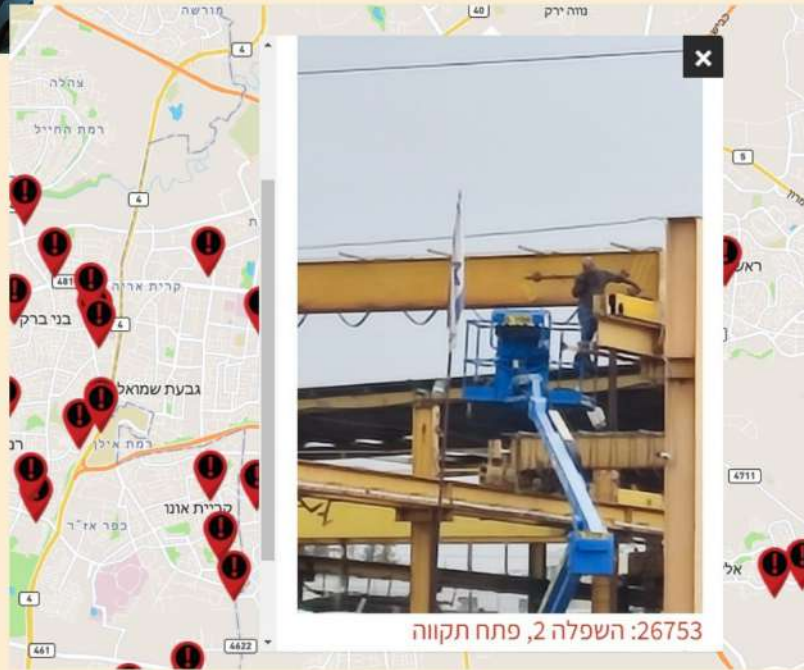 מורשה
40
נווה ירק
כביש
4
צהלה
רמת החייל
5
4
ראש
481
קרית אריה
בני ברק
4
גבעת שמואל
רמת אילן
4711
קריית אונו
כפר אז"ר
אל
4
26753: השפלה 2, פתח תקווה
461
4622